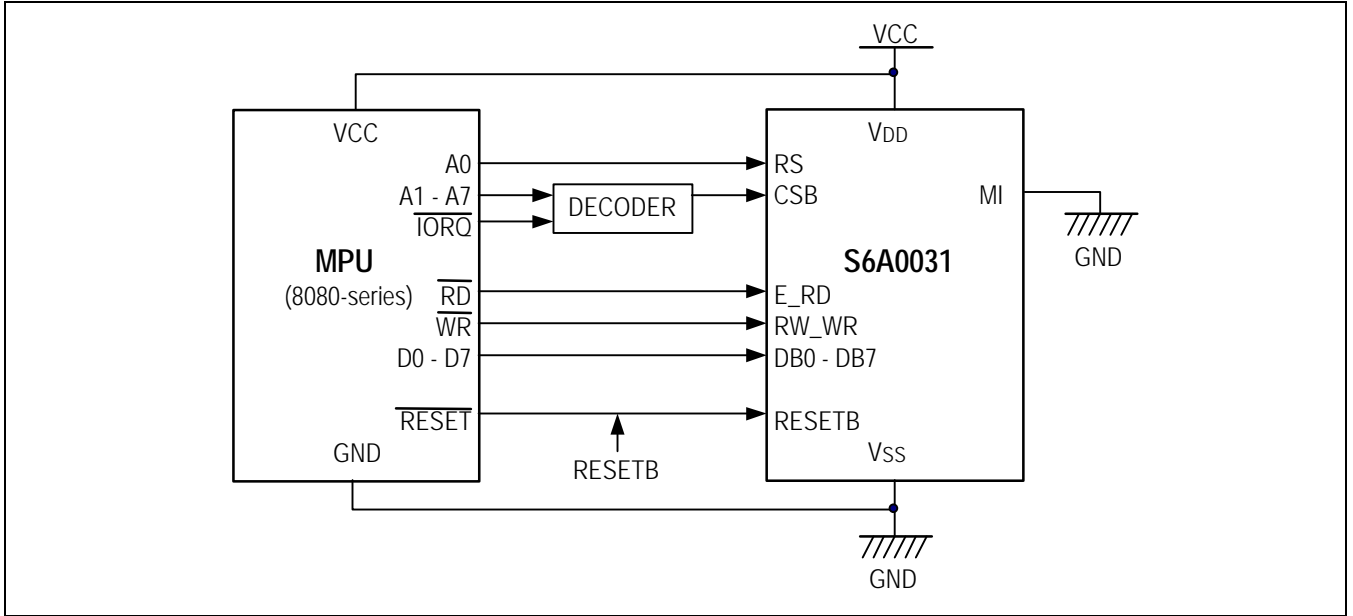 VCC
VCC
VDD
A0
RS
A1 - A7
DECODER
CSB
MI
IORQ
GND
MPU
S6A0031
(8080-series)
RD
E_RD
WR
RW_WR
D0 - D7
DB0 - DB7
RESET
RESETB
GND
VSS
RESETB
GND